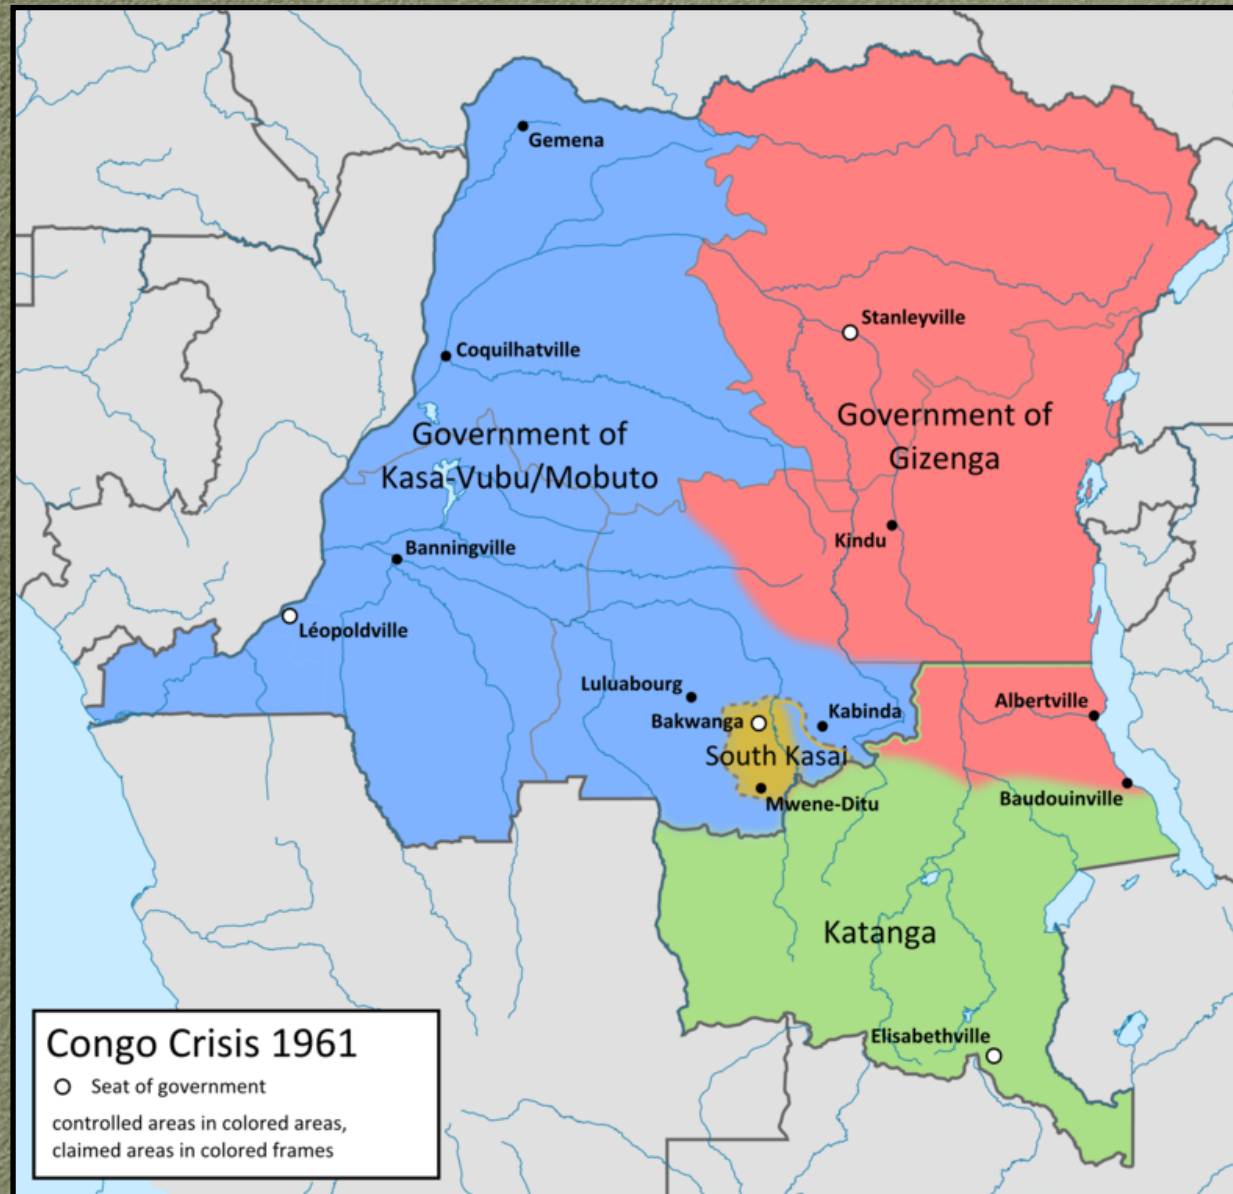 Gemena
Stanleyville
Coquilhatville
Government of
Kasa-Vubu/Mobuto
Government of
Gizenga
Kindu
Banningville
Léopoldville
Luluabourg
Bakwanga
Kabinda
Albertville
South Kasai
Mwene-Ditu
Baudouinville
Katanga
Elisabethville
Congo Crisis 1961
Seat of government
controlled areas in colored areas,
claimed areas in colored frames